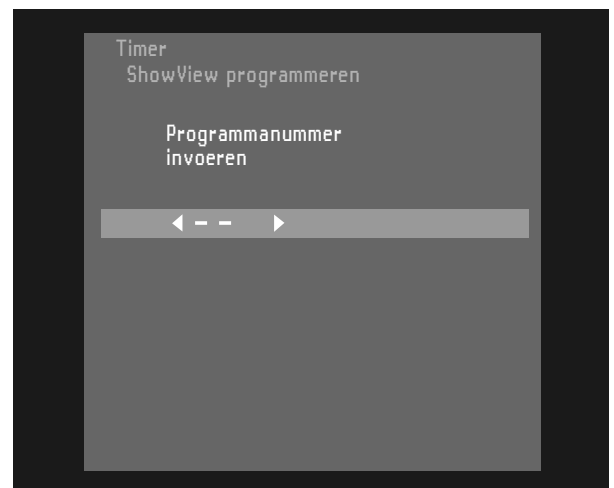 Timer
ShowView programmeren
Programmanummer
invoeren
◄-- ►